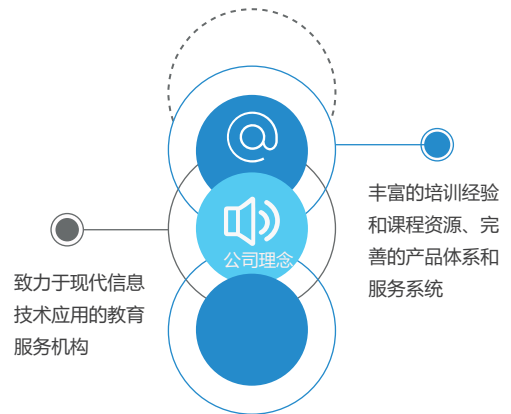 公司理念
丰富的培训经验
和课程资源、完
善的产品体系和
服务系统
致力于现代信息
技术应用的教育
服务机构